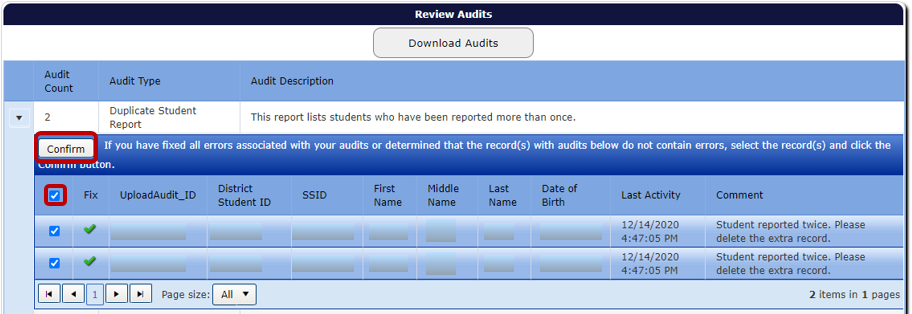 Review Audits
Download Audits
Audit Count Audit Type Audit Description
2 Duplicate Student Report This report lists students who have been reported more than once.
Confirm If you have fixed all errors associated with your audits or determined that the record(s) with audits below do not contain errors, select the record(s) and click the
Confirm button.
Fix UploadAudit_ID District Student ID SSID First Name Middle Name Last Name Date of Birth Last Activity Comment
12/14/2020 4:47:05 PM Student reported twice. Please delete the extra record.
12/14/2020 4:47:05 PM Student reported twice. Please delete the extra record.
1 Page size: All 2 items in 1 pages